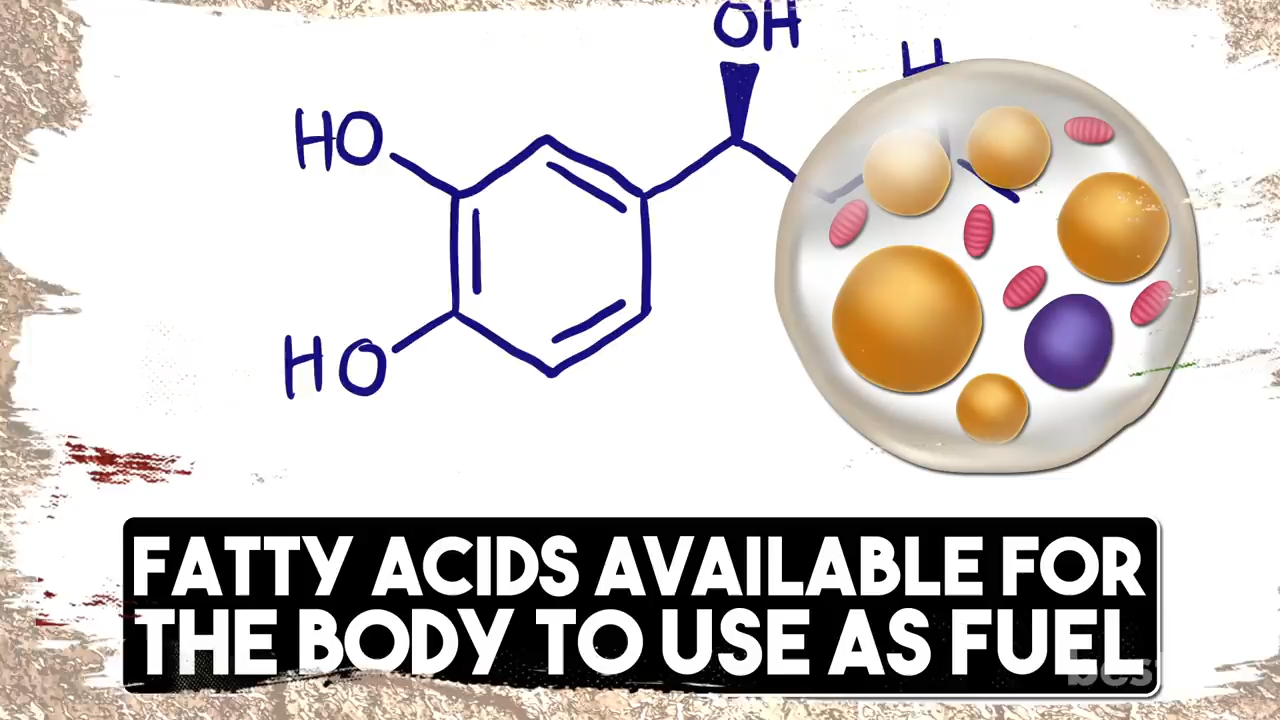 OH
H
HO
HO
FATTY ACIDS AVAILABLE FOR
THE BODY TO USE AS FUEL